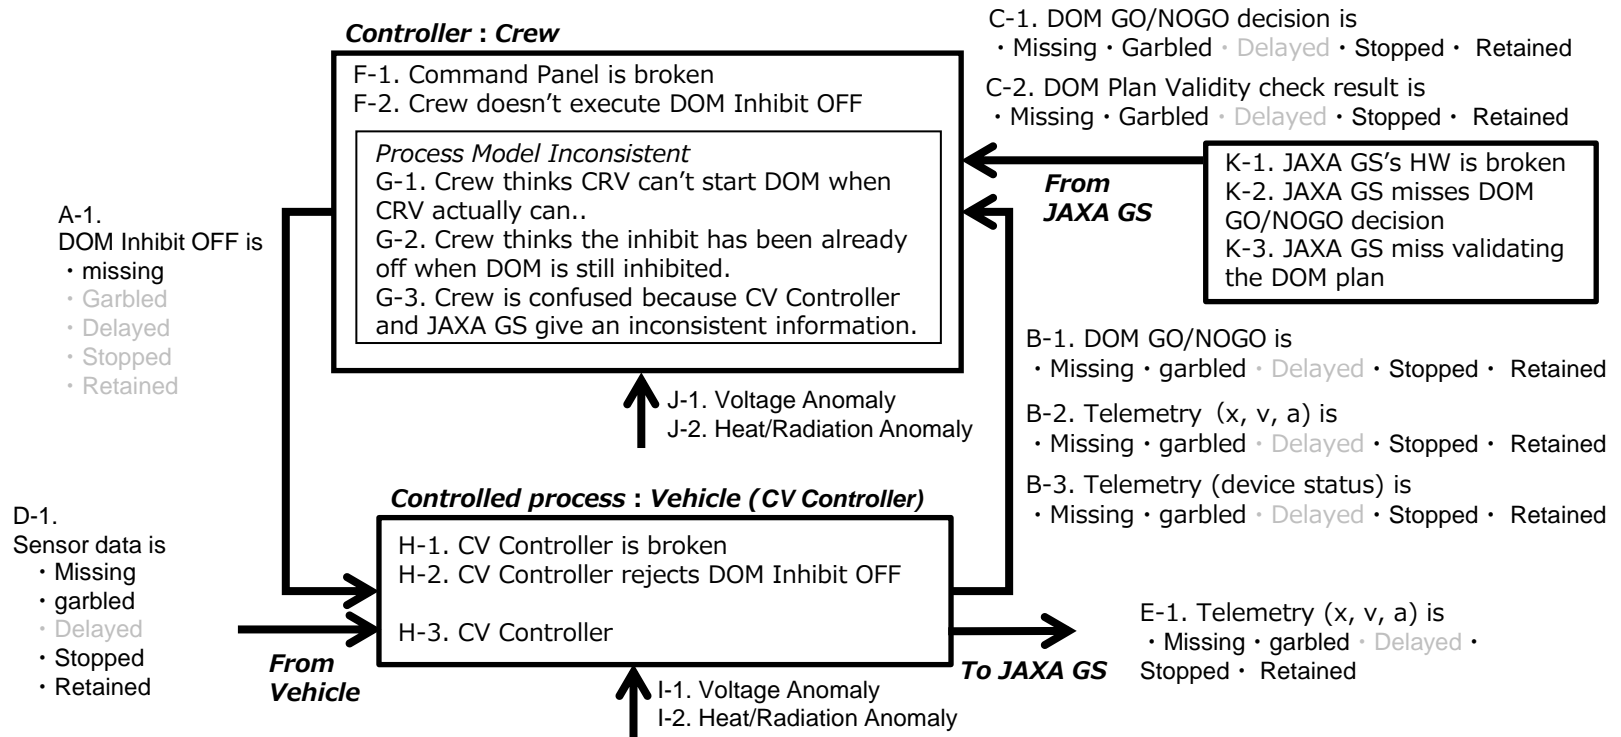 Controller : Crew
F-1. Command Panel is broken
F-2. Crew doesn't execute DOM Inhibit OFF
Process Model Inconsistent
G-1. Crew thinks CRV can't start DOM when
CRV actually can..
G-2. Crew thinks the inhibit has been already
off when DOM is still inhibited.
G-3. Crew is confused because CV Controller
and JAXA GS give an inconsistent information.
C-1. DOM GO/NOGO decision is
・Missing・Garbled・Delayed・Stopped・ Retained
C-2. DOM Plan Validity check result is
・Missing・Garbled・Delayed・Stopped・ Retained
From
JAXA GS
K-1. JAXA GS's HW is broken
K-2. JAXA GS misses DOM
GO/NOGO decision
K-3. JAXA GS miss validating
the DOM plan
A-1.
DOM Inhibit OFF is
・missing
・Garbled
・Delayed
・Stopped
・Retained
J-1. Voltage Anomaly
J-2. Heat/Radiation Anomaly
B-1. DOM GO/NOGO is
・Missing・garbled・Delayed・Stopped・ Retained
B-2. Telemetry (x, v, a) is
・Missing・garbled・Delayed・Stopped・ Retained
B-3. Telemetry (device status) is
・Missing・garbled・Delayed・Stopped・ Retained
Controlled process : Vehicle (CV Controller)
H-1. CV Controller is broken
H-2. CV Controller rejects DOM Inhibit OFF
H-3. CV Controller
D-1.
Sensor data is
・Missing
・garbled
・Delayed
・Stopped
・Retained
From
Vehicle
I-1. Voltage Anomaly
I-2. Heat/Radiation Anomaly
To JAXA GS
E-1. Telemetry (x, v, a) is
・Missing・garbled・Delayed・
Stopped・ Retained